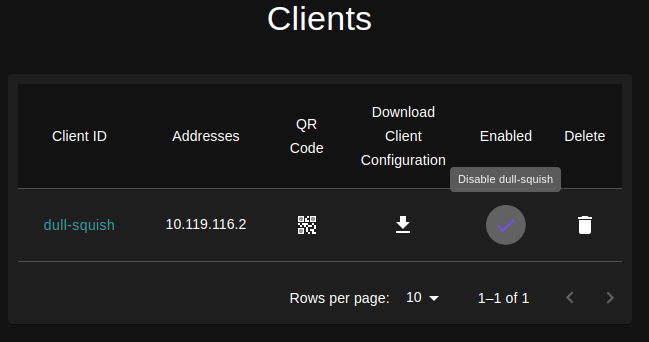 Clients
Client ID
Addresses
QR
Code
Download
Client
Configuration
Enabled
Delete
Disable dull-squish
dull-squish
10.119.116.2
Rows per page:
10
1–1 of 1